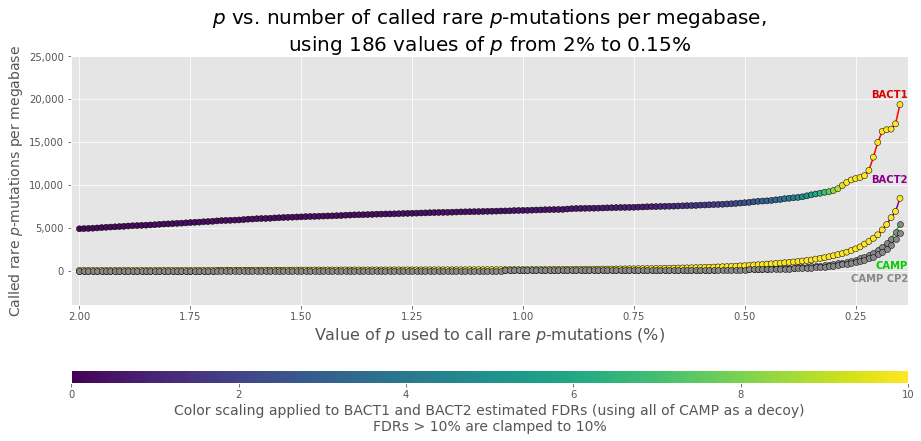 p vs. number of called rare p-mutations per megabase,
using 186 values of p from 2% to 0.15%
Called rare p-mutations per megabase
25,000
20,000
15,000
10,000
5,000
0
BACT1
BACT2
CAMP
CAMP CP2
2.00 1.75 1.50 1.25 1.00 0.75 0.50 0.25
Value of p used to call rare p-mutations (%)
0 2 4 6 8 10
Color scaling applied to BACT1 and BACT2 estimated FDRs (using all of CAMP as a decoy)
FDRs > 10% are clamped to 10%